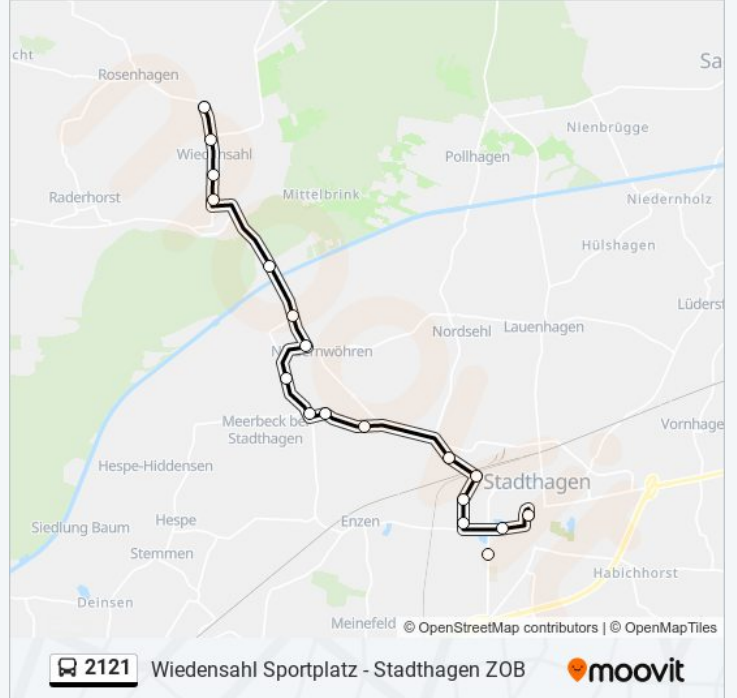 cht
Rosenhagen
Sa
Nienbrügge
Wiedensahl
Pollhagen
Raderhorst
Mittelbrink
Niedernholz
Hülshagen
Lüderst
Nordsehl
Lauenhagen
Niedernwöhren
Meerbeck bei
Stadthagen
Vornhage
Hespe-Hiddensen
Stadthagen
Siedlung Baum
Hespe
Enzen
Stemmen
Habichhorst
Deinsen
Meinefeld
© OpenStreetMap contributors | © OpenMapTiles
2121 Wiedensahl Sportplatz - Stadthagen ZOB
moovit